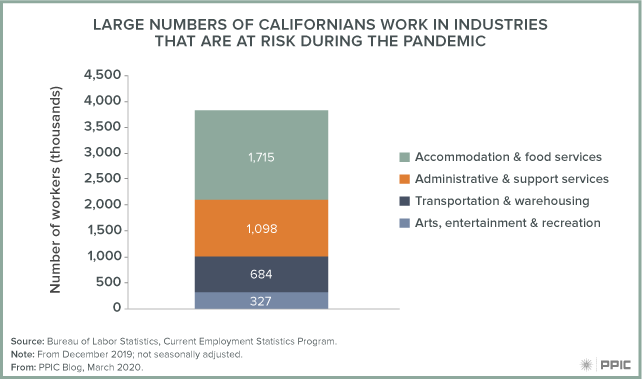 LARGE NUMBERS OF CALIFORNIANS WORK IN INDUSTRIES
THAT ARE AT RISK DURING THE PANDEMIC
Number of workers (thousands)
4,500
4,000
3,500
3,000
2,500
2,000
1,500
1,000
500
0
1,715
1,098
684
327
Accommodation & food services
Administrative & support services
Transportation & warehousing
Arts, entertainment & recreation
Source: Bureau of Labor Statistics, Current Employment Statistics Program.
Note: From December 2019; not seasonally adjusted.
From: PPIC Blog, March 2020.
PPIC